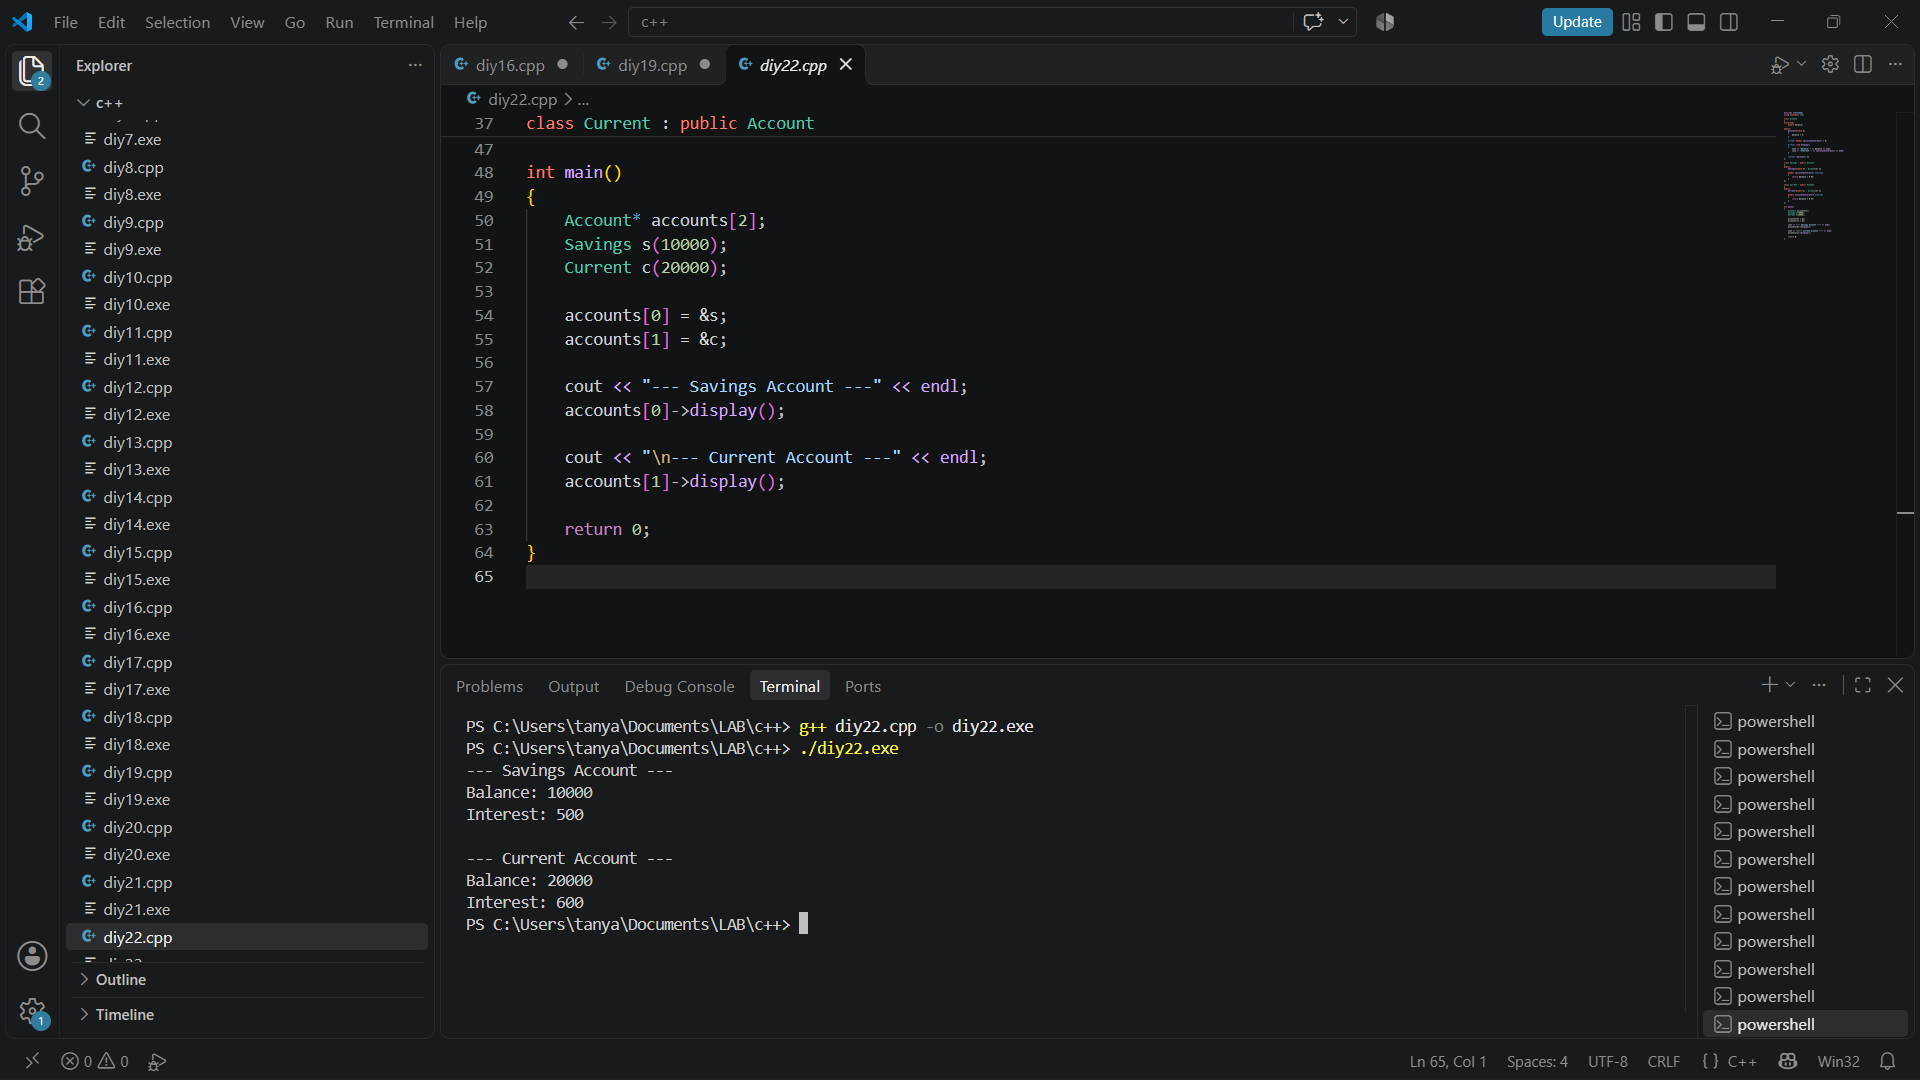 File Edit Selection View Go Run Terminal Help
c++
Update
Explorer
c++
diy7.exe
diy8.cpp
diy8.exe
diy9.cpp
diy9.exe
diy10.cpp
diy10.exe
diy11.cpp
diy11.exe
diy12.cpp
diy12.exe
diy13.cpp
diy13.exe
diy14.cpp
diy14.exe
diy15.cpp
diy15.exe
diy16.cpp
diy16.exe
diy17.cpp
diy17.exe
diy18.cpp
diy18.exe
diy19.cpp
diy19.exe
diy20.cpp
diy20.exe
diy21.cpp
diy21.exe
diy22.cpp
Outline
Timeline
2
1
diy16.cpp diy19.cpp diy22.cpp
diy22.cpp > ...
37 class Current : public Account
47
48 int main()
49 {
50     Account* accounts[2];
51     Savings s(10000);
52     Current c(20000);
53
54     accounts[0] = &s;
55     accounts[1] = &c;
56
57     cout << "--- Savings Account ---" << endl;
58     accounts[0]->display();
59
60     cout << "\n--- Current Account ---" << endl;
61     accounts[1]->display();
62
63     return 0;
64 }
65
Problems Output Debug Console Terminal Ports
PS C:\Users\tanya\Documents\LAB\c++> g++ diy22.cpp -o diy22.exe
PS C:\Users\tanya\Documents\LAB\c++> ./diy22.exe
--- Savings Account ---
Balance: 10000
Interest: 500
--- Current Account ---
Balance: 20000
Interest: 600
PS C:\Users\tanya\Documents\LAB\c++>
powershell
powershell
powershell
powershell
powershell
powershell
powershell
powershell
powershell
powershell
powershell
powershell
0 0
Ln 65, Col 1 Spaces: 4 UTF-8 CRLF {} C++ Win32